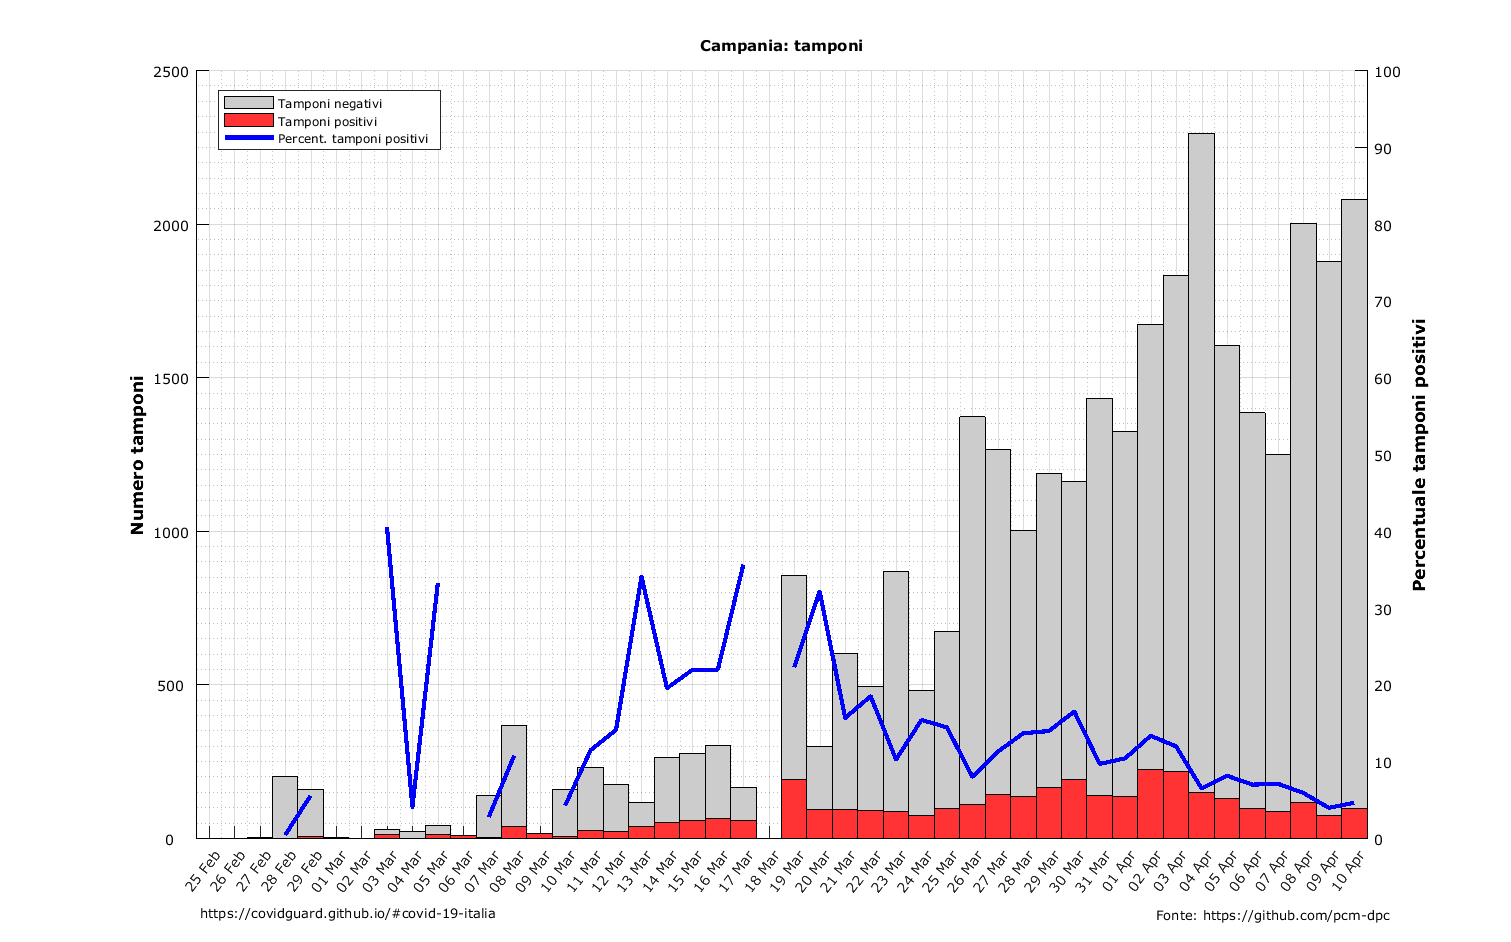 Campania: tamponi
Tamponi negativi
Tamponi positivi
Percent. tamponi positivi
Numero tamponi
2500
2000
1500
1000
500
0
Percentuale tamponi positivi
100
90
80
70
60
50
40
30
20
10
0
25 Feb
26 Feb
27 Feb
28 Feb
29 Feb
01 Mar
02 Mar
03 Mar
04 Mar
05 Mar
06 Mar
07 Mar
08 Mar
09 Mar
10 Mar
11 Mar
12 Mar
13 Mar
14 Mar
15 Mar
16 Mar
17 Mar
18 Mar
19 Mar
20 Mar
21 Mar
22 Mar
23 Mar
24 Mar
25 Mar
26 Mar
27 Mar
28 Mar
29 Mar
30 Mar
31 Mar
01 Apr
02 Apr
03 Apr
04 Apr
05 Apr
06 Apr
07 Apr
08 Apr
09 Apr
10 Apr
https://covidguard.github.io/#covid-19-italia
Fonte: https://github.com/pcm-dpc